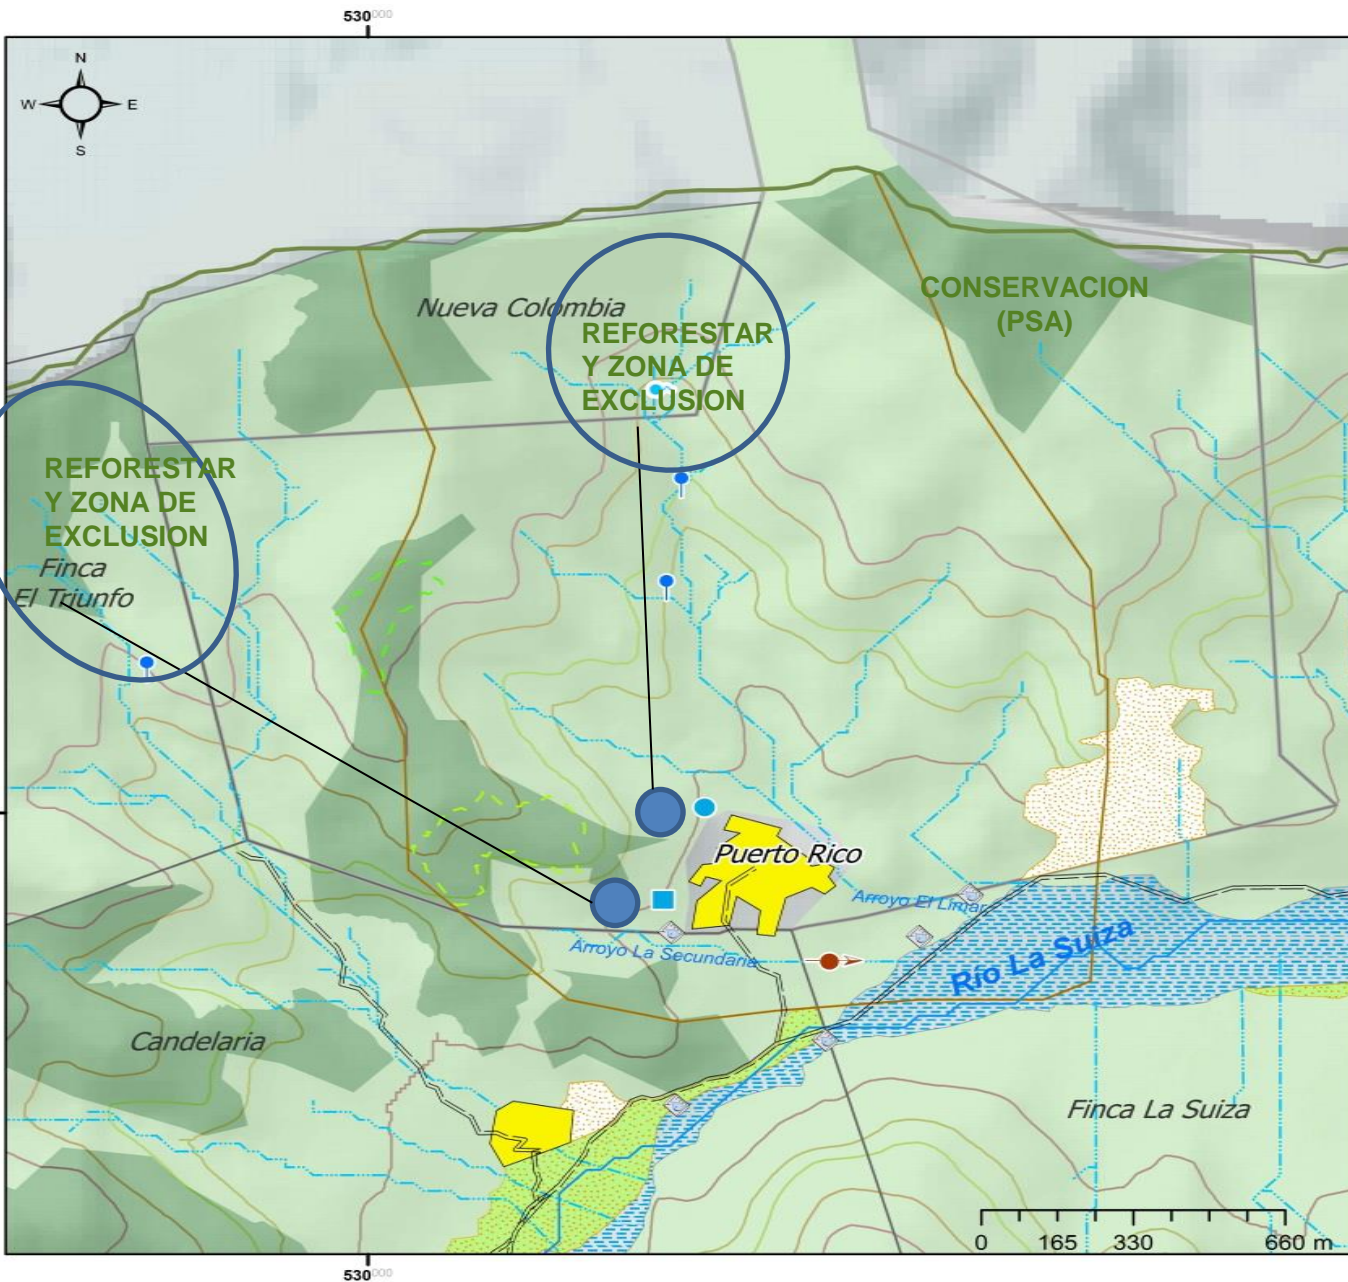 530000
N
W E
S
CONSERVACION
(PSA)
Nueva Colombia
REFORESTAR
Y ZONA DE
EXCLUSION
REFORESTAR
Y ZONA DE
EXCLUSION
Finca
El Triunfo
Puerto Rico
Arroyo El Limar
Arroyo La Secundaria
Río La Suiza
Candelaria
Finca La Suiza
0 165 330 660 m
530000